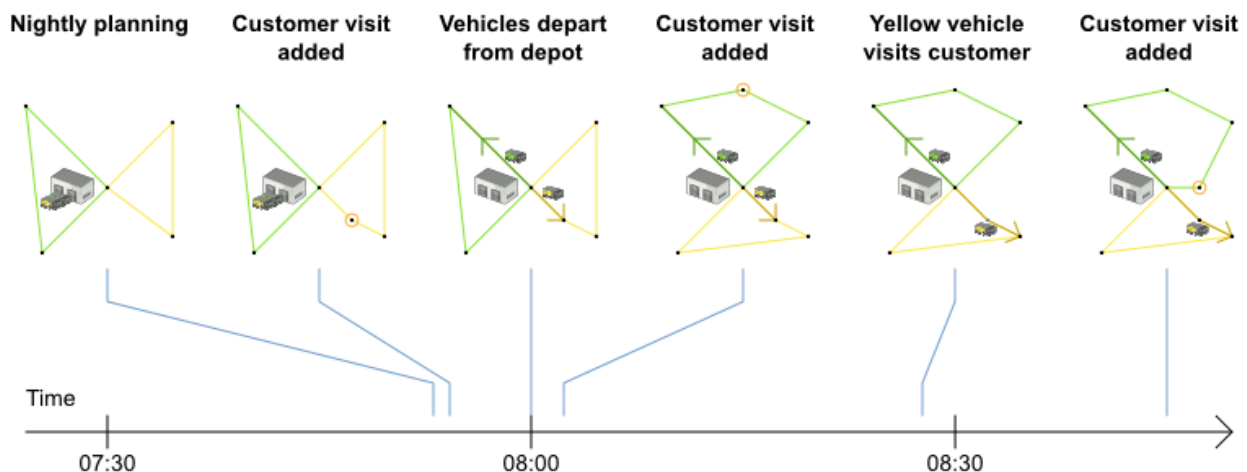 Nightly planning
Customer visit
added
Vehicles depart
from depot
Customer visit
added
Yellow vehicle
visits customer
Customer visit
added
Time
07:30
08:00
08:30